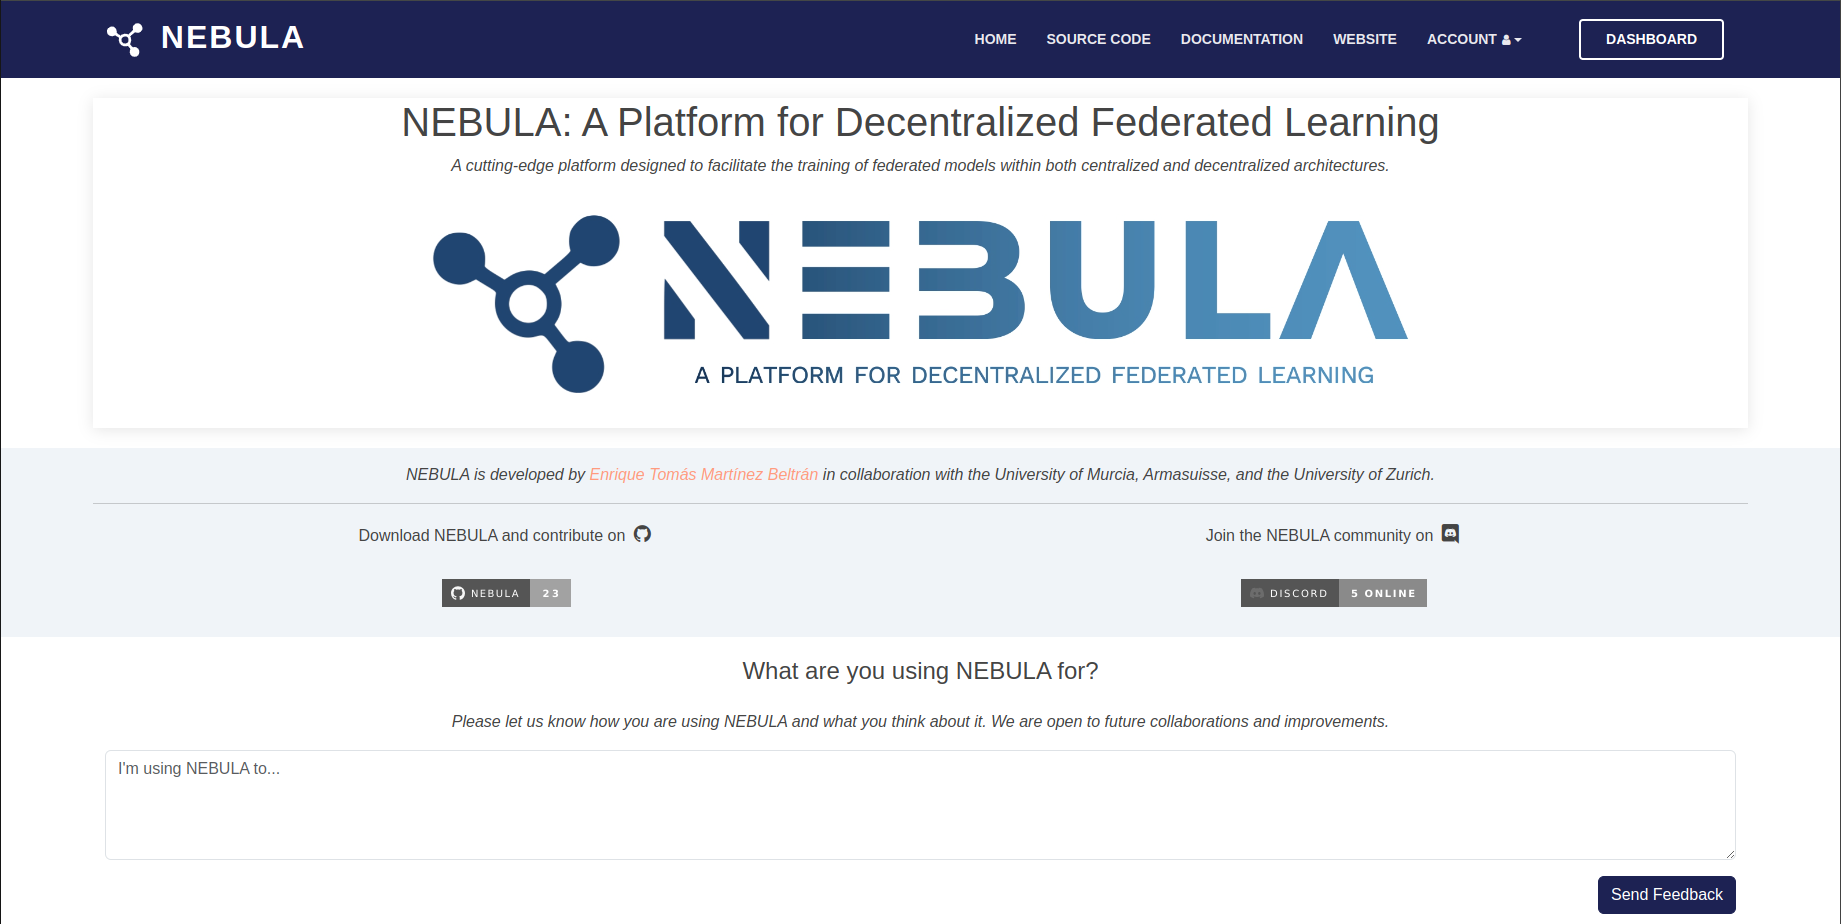 NEBULA
HOME SOURCE CODE DOCUMENTATION WEBSITE ACCOUNT DASHBOARD
NEBULA: A Platform for Decentralized Federated Learning
A cutting-edge platform designed to facilitate the training of federated models within both centralized and decentralized architectures.
NEBULA
A PLATFORM FOR DECENTRALIZED FEDERATED LEARNING
NEBULA is developed by Enrique Tomás Martínez Beltrán in collaboration with the University of Murcia, Armasuisse, and the University of Zurich.
Download NEBULA and contribute on
NEBULA 23
Join the NEBULA community on
DISCORD 5 ONLINE
What are you using NEBULA for?
Please let us know how you are using NEBULA and what you think about it. We are open to future collaborations and improvements.
I'm using NEBULA to...
Send Feedback